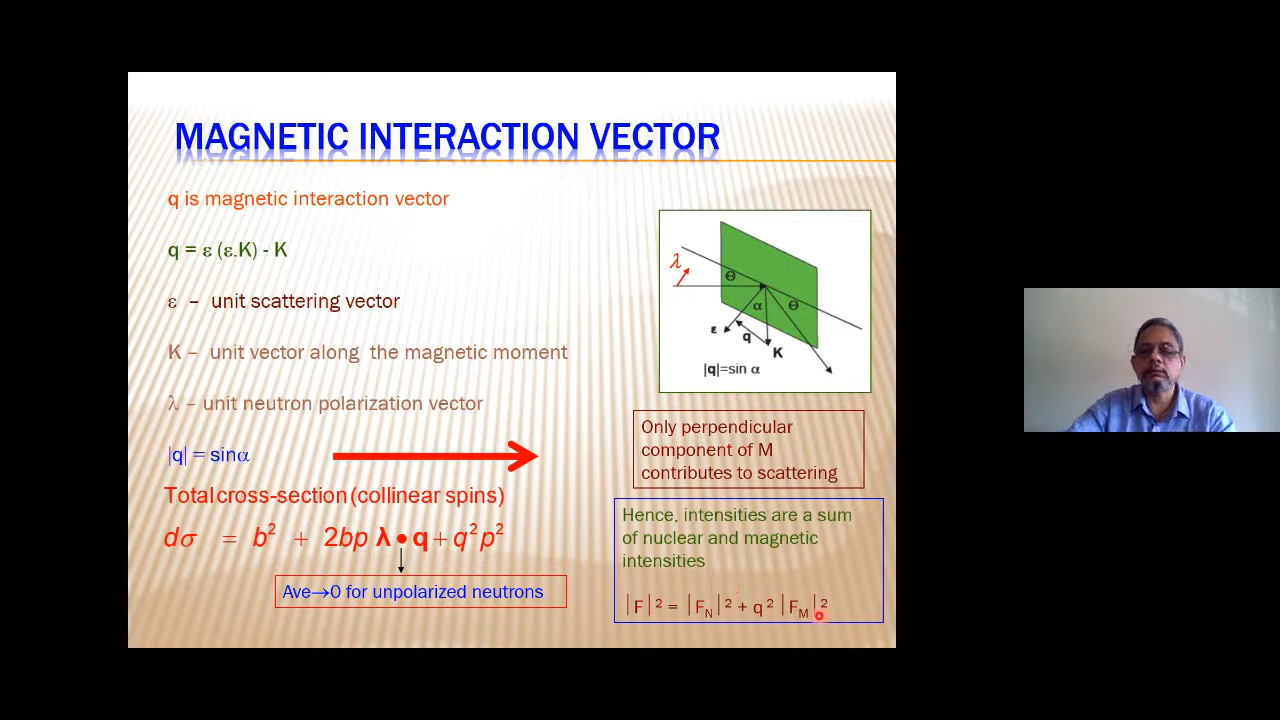 MAGNETIC INTERACTION VECTOR
q is magnetic interaction vector
q = ε (ε.K) - K
ε – unit scattering vector
K – unit vector along the magnetic moment
λ – unit neutron polarization vector
|q| = sinα
Total cross-section (collinear spins)
dσ = b² + 2bp λ•q + q²p²
Ave→0 for unpolarized neutrons
λ
Θ
Θ
α
ε
q
K
|q|=sin α
Only perpendicular
component of M
contributes to scattering
Hence, intensities are a sum
of nuclear and magnetic
intensities
|F|² = |F_N|² + q² |F_M|²